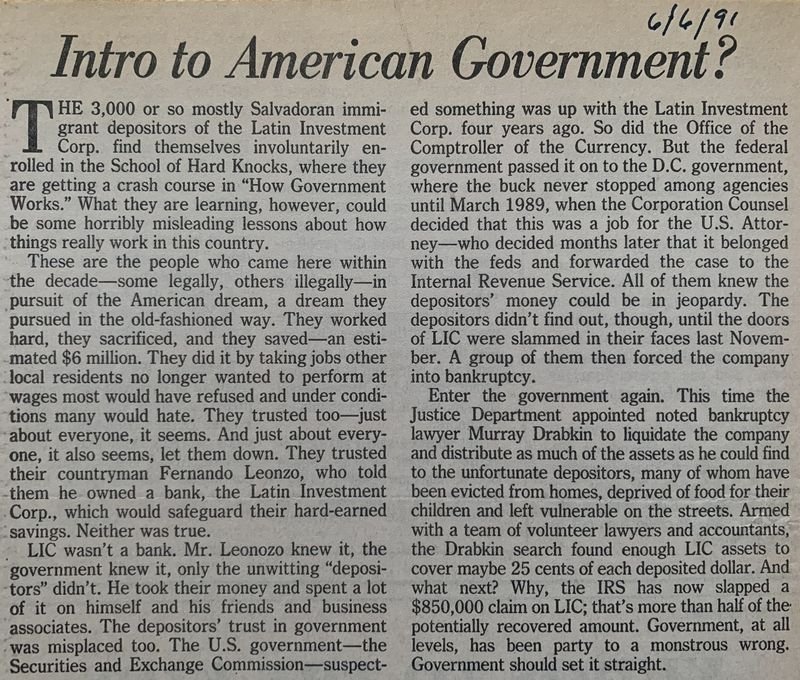 6/6/91
Intro to American Government?
THE 3,000 or so mostly Salvadoran immi-
grant depositors of the Latin Investment
Corp. find themselves involuntarily en-
rolled in the School of Hard Knocks, where they
are getting a crash course in “How Government
Works.” What they are learning, however, could
be some horribly misleading lessons about how
things really work in this country.
These are the people who came here within
the decade—some legally, others illegally—in
pursuit of the American dream, a dream they
pursued in the old-fashioned way. They worked
hard, they sacrificed, and they saved—an esti-
mated $6 million. They did it by taking jobs other
local residents no longer wanted to perform at
wages most would have refused and under condi-
tions many would hate. They trusted too—just
about everyone, it seems. And just about every-
one, it also seems, let them down. They trusted
their countryman Fernando Leonzo, who told
them he owned a bank, the Latin Investment
Corp., which would safeguard their hard-earned
savings. Neither was true.
LIC wasn’t a bank. Mr. Leonozo knew it, the
government knew it, only the unwitting “deposi-
tors” didn’t. He took their money and spent a lot
of it on himself and his friends and business
associates. The depositors’ trust in government
was misplaced too. The U.S. government—the
Securities and Exchange Commission—suspect-
ed something was up with the Latin Investment
Corp. four years ago. So did the Office of the
Comptroller of the Currency. But the federal
government passed it on to the D.C. government,
where the buck never stopped among agencies
until March 1989, when the Corporation Counsel
decided that this was a job for the U.S. Attor-
ney—who decided months later that it belonged
with the feds and forwarded the case to the
Internal Revenue Service. All of them knew the
depositors’ money could be in jeopardy. The
depositors didn’t find out, though, until the doors
of LIC were slammed in their faces last Novem-
ber. A group of them then forced the company
into bankruptcy.
Enter the government again. This time the
Justice Department appointed noted bankruptcy
lawyer Murray Drabkin to liquidate the company
and distribute as much of the assets as he could find
to the unfortunate depositors, many of whom have
been evicted from homes, deprived of food for their
children and left vulnerable on the streets. Armed
with a team of volunteer lawyers and accountants,
the Drabkin search found enough LIC assets to
cover maybe 25 cents of each deposited dollar. And
what next? Why, the IRS has now slapped a
$850,000 claim on LIC; that’s more than half of the
potentially recovered amount. Government, at all
levels, has been party to a monstrous wrong.
Government should set it straight.